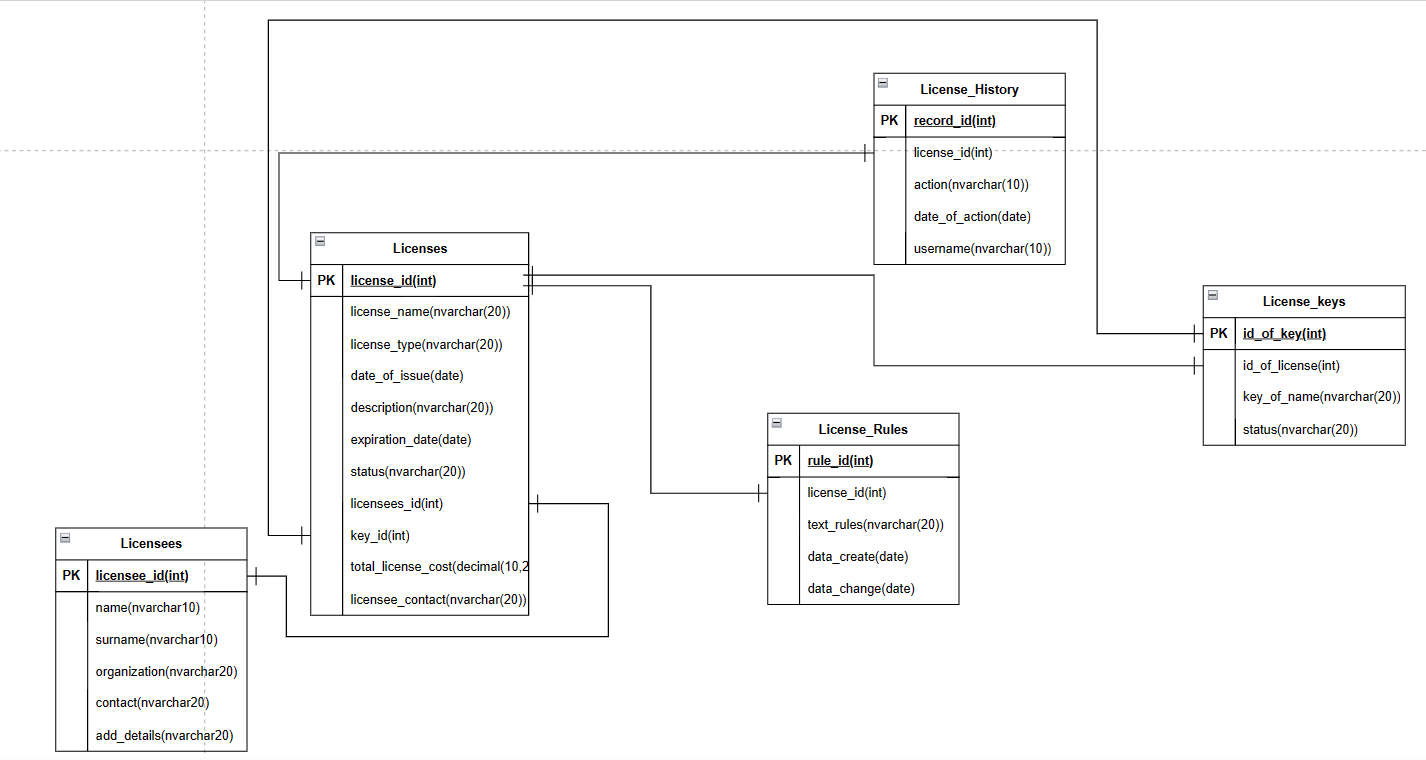 License_History
PK record_id(int)
license_id(int)
action(nvarchar(10))
date_of_action(date)
username(nvarchar(10))
Licenses
PK license_id(int)
license_name(nvarchar(20))
license_type(nvarchar(20))
date_of_issue(date)
description(nvarchar(20))
expiration_date(date)
status(nvarchar(20))
licensees_id(int)
key_id(int)
total_license_cost(decimal(10,2
licensee_contact(nvarchar(20))
License_keys
PK id_of_key(int)
id_of_license(int)
key_of_name(nvarchar(20))
status(nvarchar(20))
License_Rules
PK rule_id(int)
license_id(int)
text_rules(nvarchar(20))
data_create(date)
data_change(date)
Licensees
PK licensee_id(int)
name(nvarchar10)
surname(nvarchar10)
organization(nvarchar20)
contact(nvarchar20)
add_details(nvarchar20)